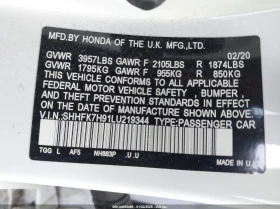 MFD. BY HONDA OF THE U.K. MFG.,LTD.
02/20
GVWR 3957LBS GAWR F 2105LBS R 1874LBS
GVWR 1795KG GAWR F 955KG R 850KG
THIS VEHICLE CONFORMS TO ALL APPLICABLE
FEDERAL MOTOR VEHICLE SAFETY, BUMPER,
AND THEFT PREVENTION STANDARDS IN EFFECT
ON THE DATE OF MANUFACTURE SHOWN ABOVE.
V.I.N.:SHHFK7H91LU219344 TYPE:PASSENGER CAR
TGG L AF5 NH883P .U.U